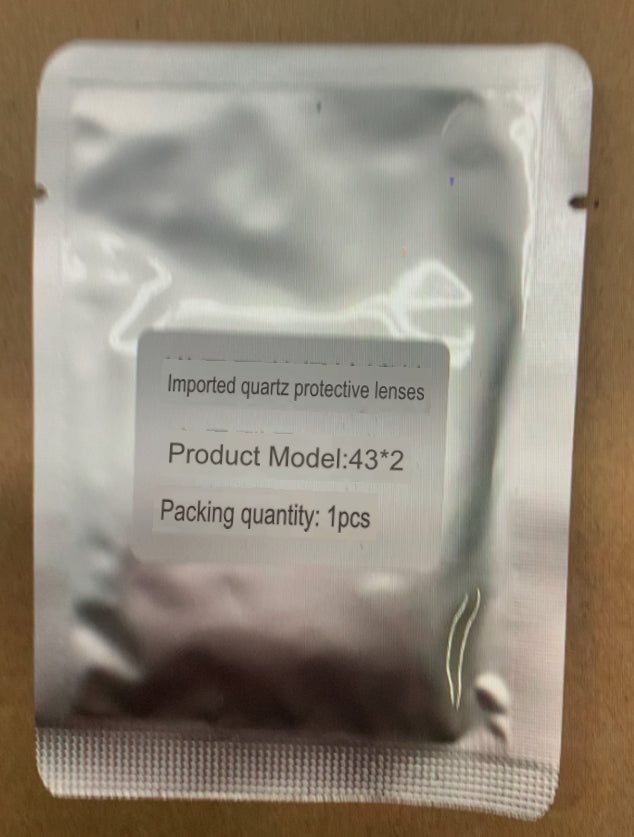 Imported quartz protective lenses
Product Model:43*2
Packing quantity: 1pcs